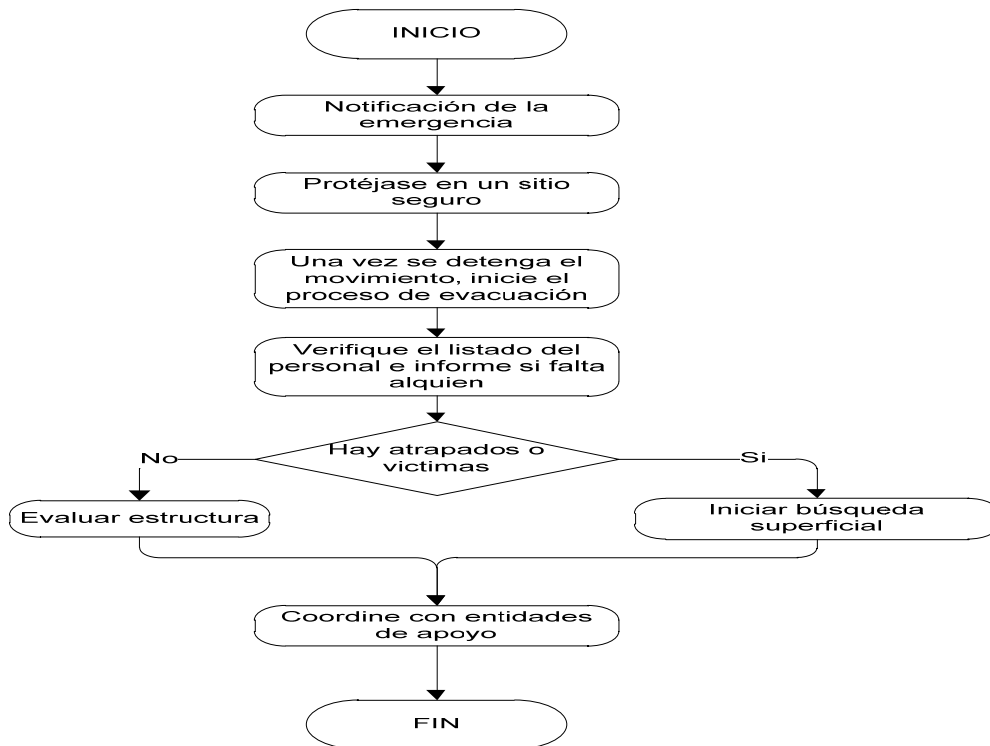 INICIO
Notificación de la
emergencia
Protéjase en un sitio
seguro
Una vez se detenga el
movimiento, inicie el
proceso de evacuación
Verifique el listado del
personal e informe si falta
alquien
Hay atrapados o
victimas
No
Si
Evaluar estructura
Iniciar búsqueda
superficial
Coordine con entidades
de apoyo
FIN